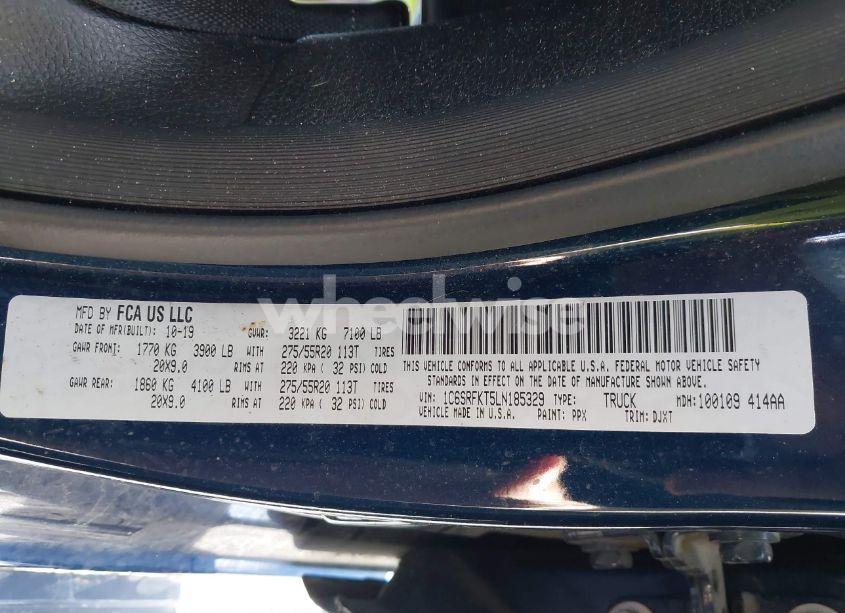 wheelwise
MFD BY FCA US LLC
DATE OF MFR(BUILT): 10-19 GVWR: 3221 KG 7100 LB
GAWR FRONT: 1770 KG 3900 LB WITH 275/55R20 113T TIRES
20X9.0 RIMS AT 220 KPA ( 32 PSI) COLD
GAWR REAR: 1860 KG 4100 LB WITH 275/55R20 113T TIRES
20X9.0 RIMS AT 220 KPA ( 32 PSI) COLD
THIS VEHICLE CONFORMS TO ALL APPLICABLE U.S.A. FEDERAL MOTOR VEHICLE SAFETY
STANDARDS IN EFFECT ON THE DATE OF MANUFACTURE SHOWN ABOVE.
VIN: 1C6SRFKT5LN185329 TYPE: TRUCK MDH: 100109 414AA
VEHICLE MADE IN U.S.A. PAINT: PPX TRIM: DJXT